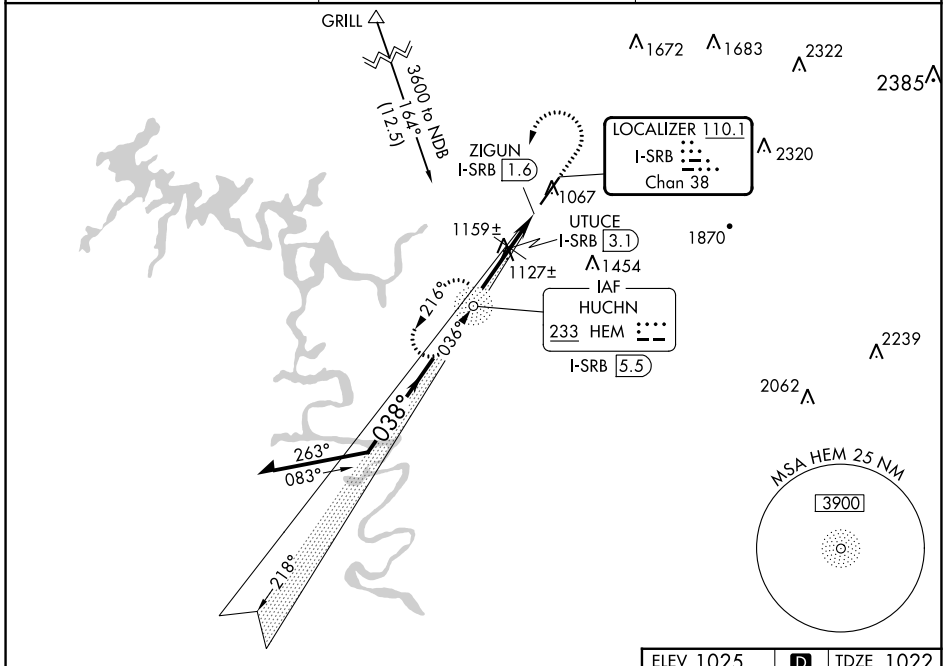 GRILL
3600 to NDB
164°
(12.5)
1672
1683
2322
2385
LOCALIZER 110.1
I-SRB
Chan 38
2320
ZIGUN
I-SRB 1.6
1067
UTUCE
I-SRB 3.1
1159±
1127±
1870
1454
IAF
HUCHN
233 HEM
I-SRB 5.5
216°
036°
2239
2062
038°
263°
083°
218°
MSA HEM 25 NM
3900
ELEV 1025 D TDZE 1022